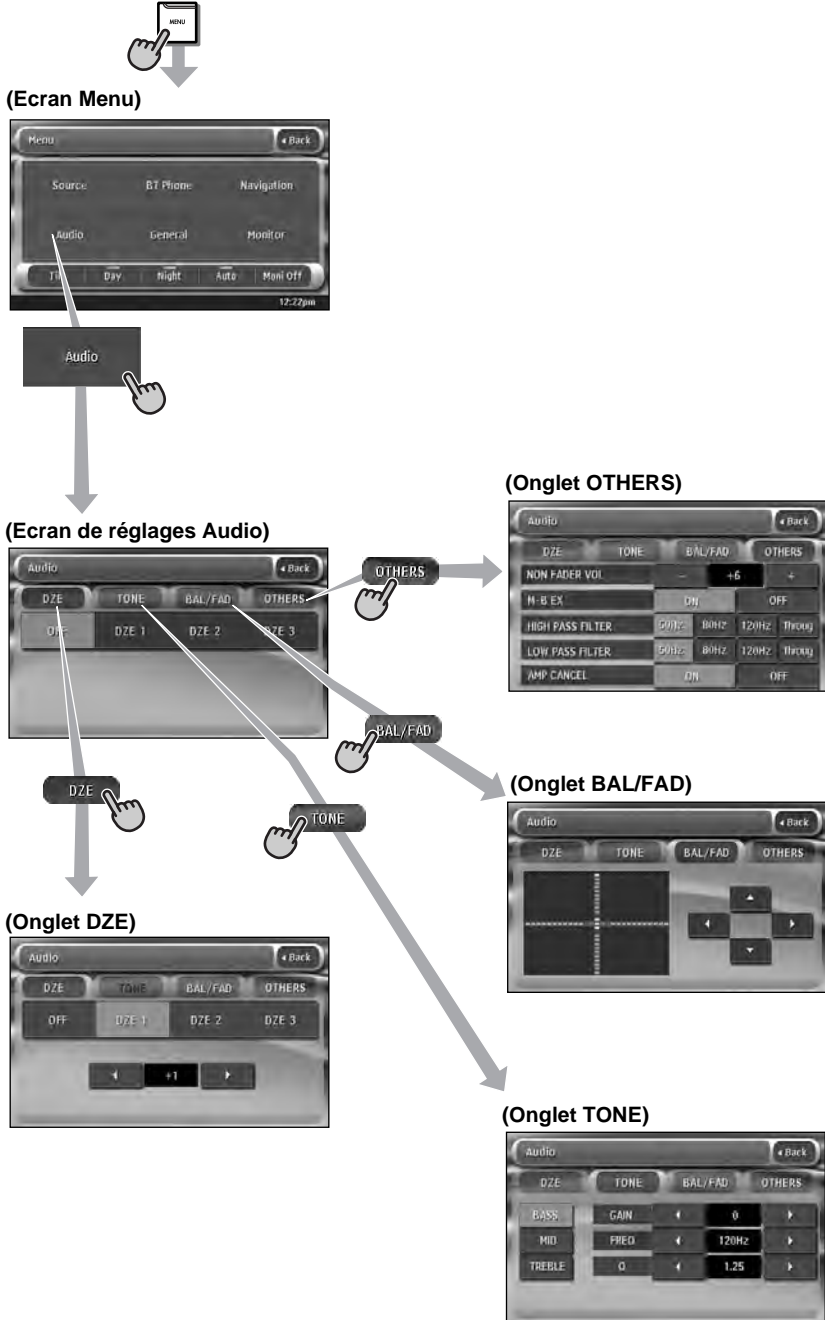 MENU
(Ecran Menu)
Menu
Back
Source BT Phone Navigation
Audio General Monitor
Day Night Auto Moni Off
12:22pm
Audio
(Ecran de réglages Audio)
Audio
Back
DZE TONE BAL/FAD OTHERS
OFF DZE 1 DZE 2 DZE 3
OTHERS
(Onglet OTHERS)
Audio
Back
DZE TONE BAL/FAD OTHERS
NON FADER VOL - +6 +
M-B EX ON OFF
HIGH PASS FILTER 50Hz 80Hz 120Hz Throug
LOW PASS FILTER 50Hz 80Hz 120Hz Throug
AMP CANCEL ON OFF
BAL/FAD
(Onglet BAL/FAD)
Audio
Back
DZE TONE BAL/FAD OTHERS
DZE
TONE
(Onglet DZE)
Audio
Back
DZE TONE BAL/FAD OTHERS
OFF DZE 1 DZE 2 DZE 3
+1
(Onglet TONE)
Audio
Back
DZE TONE BAL/FAD OTHERS
BASS GAIN 0
MID FREQ 120Hz
TREBLE Q 1.25